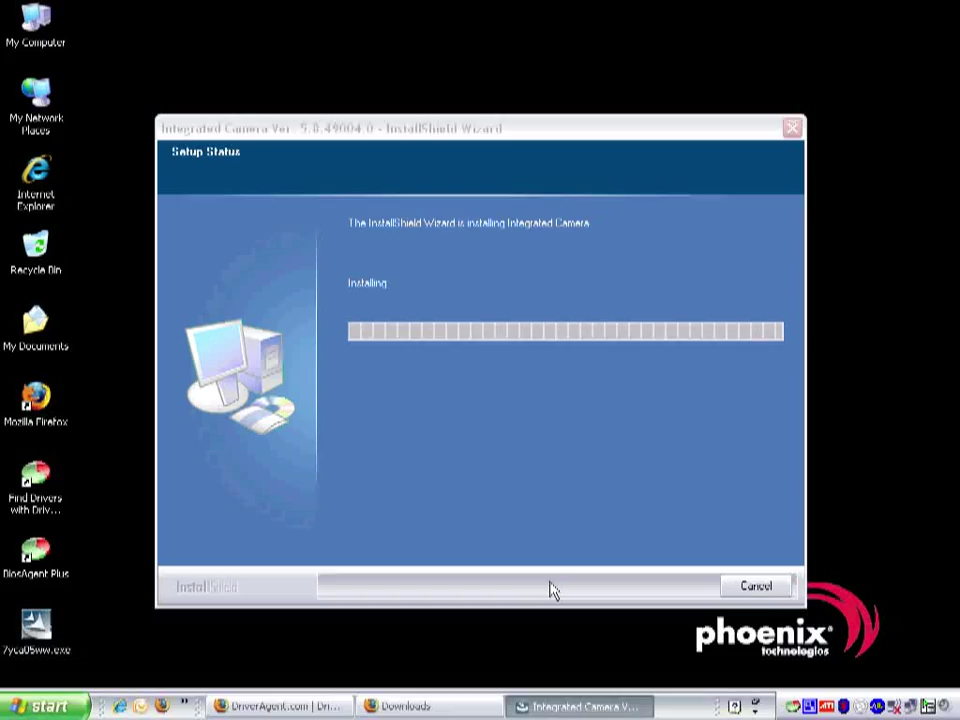 My Computer
My Network
Places
Internet
Explorer
Recycle Bin
My Documents
Mozilla Firefox
Find Drivers
with Driv...
BiosAgent Plus
7yca05ww.exe
Integrated Camera Ver: 5.8.49004.0 - InstallShield Wizard
Setup Status
The InstallShield Wizard is installing Integrated Camera
Installing
InstallShield
Cancel
phoenix®
technologies
start
DriverAgent.com | Dri...
Downloads
Integrated Camera V...
ATI